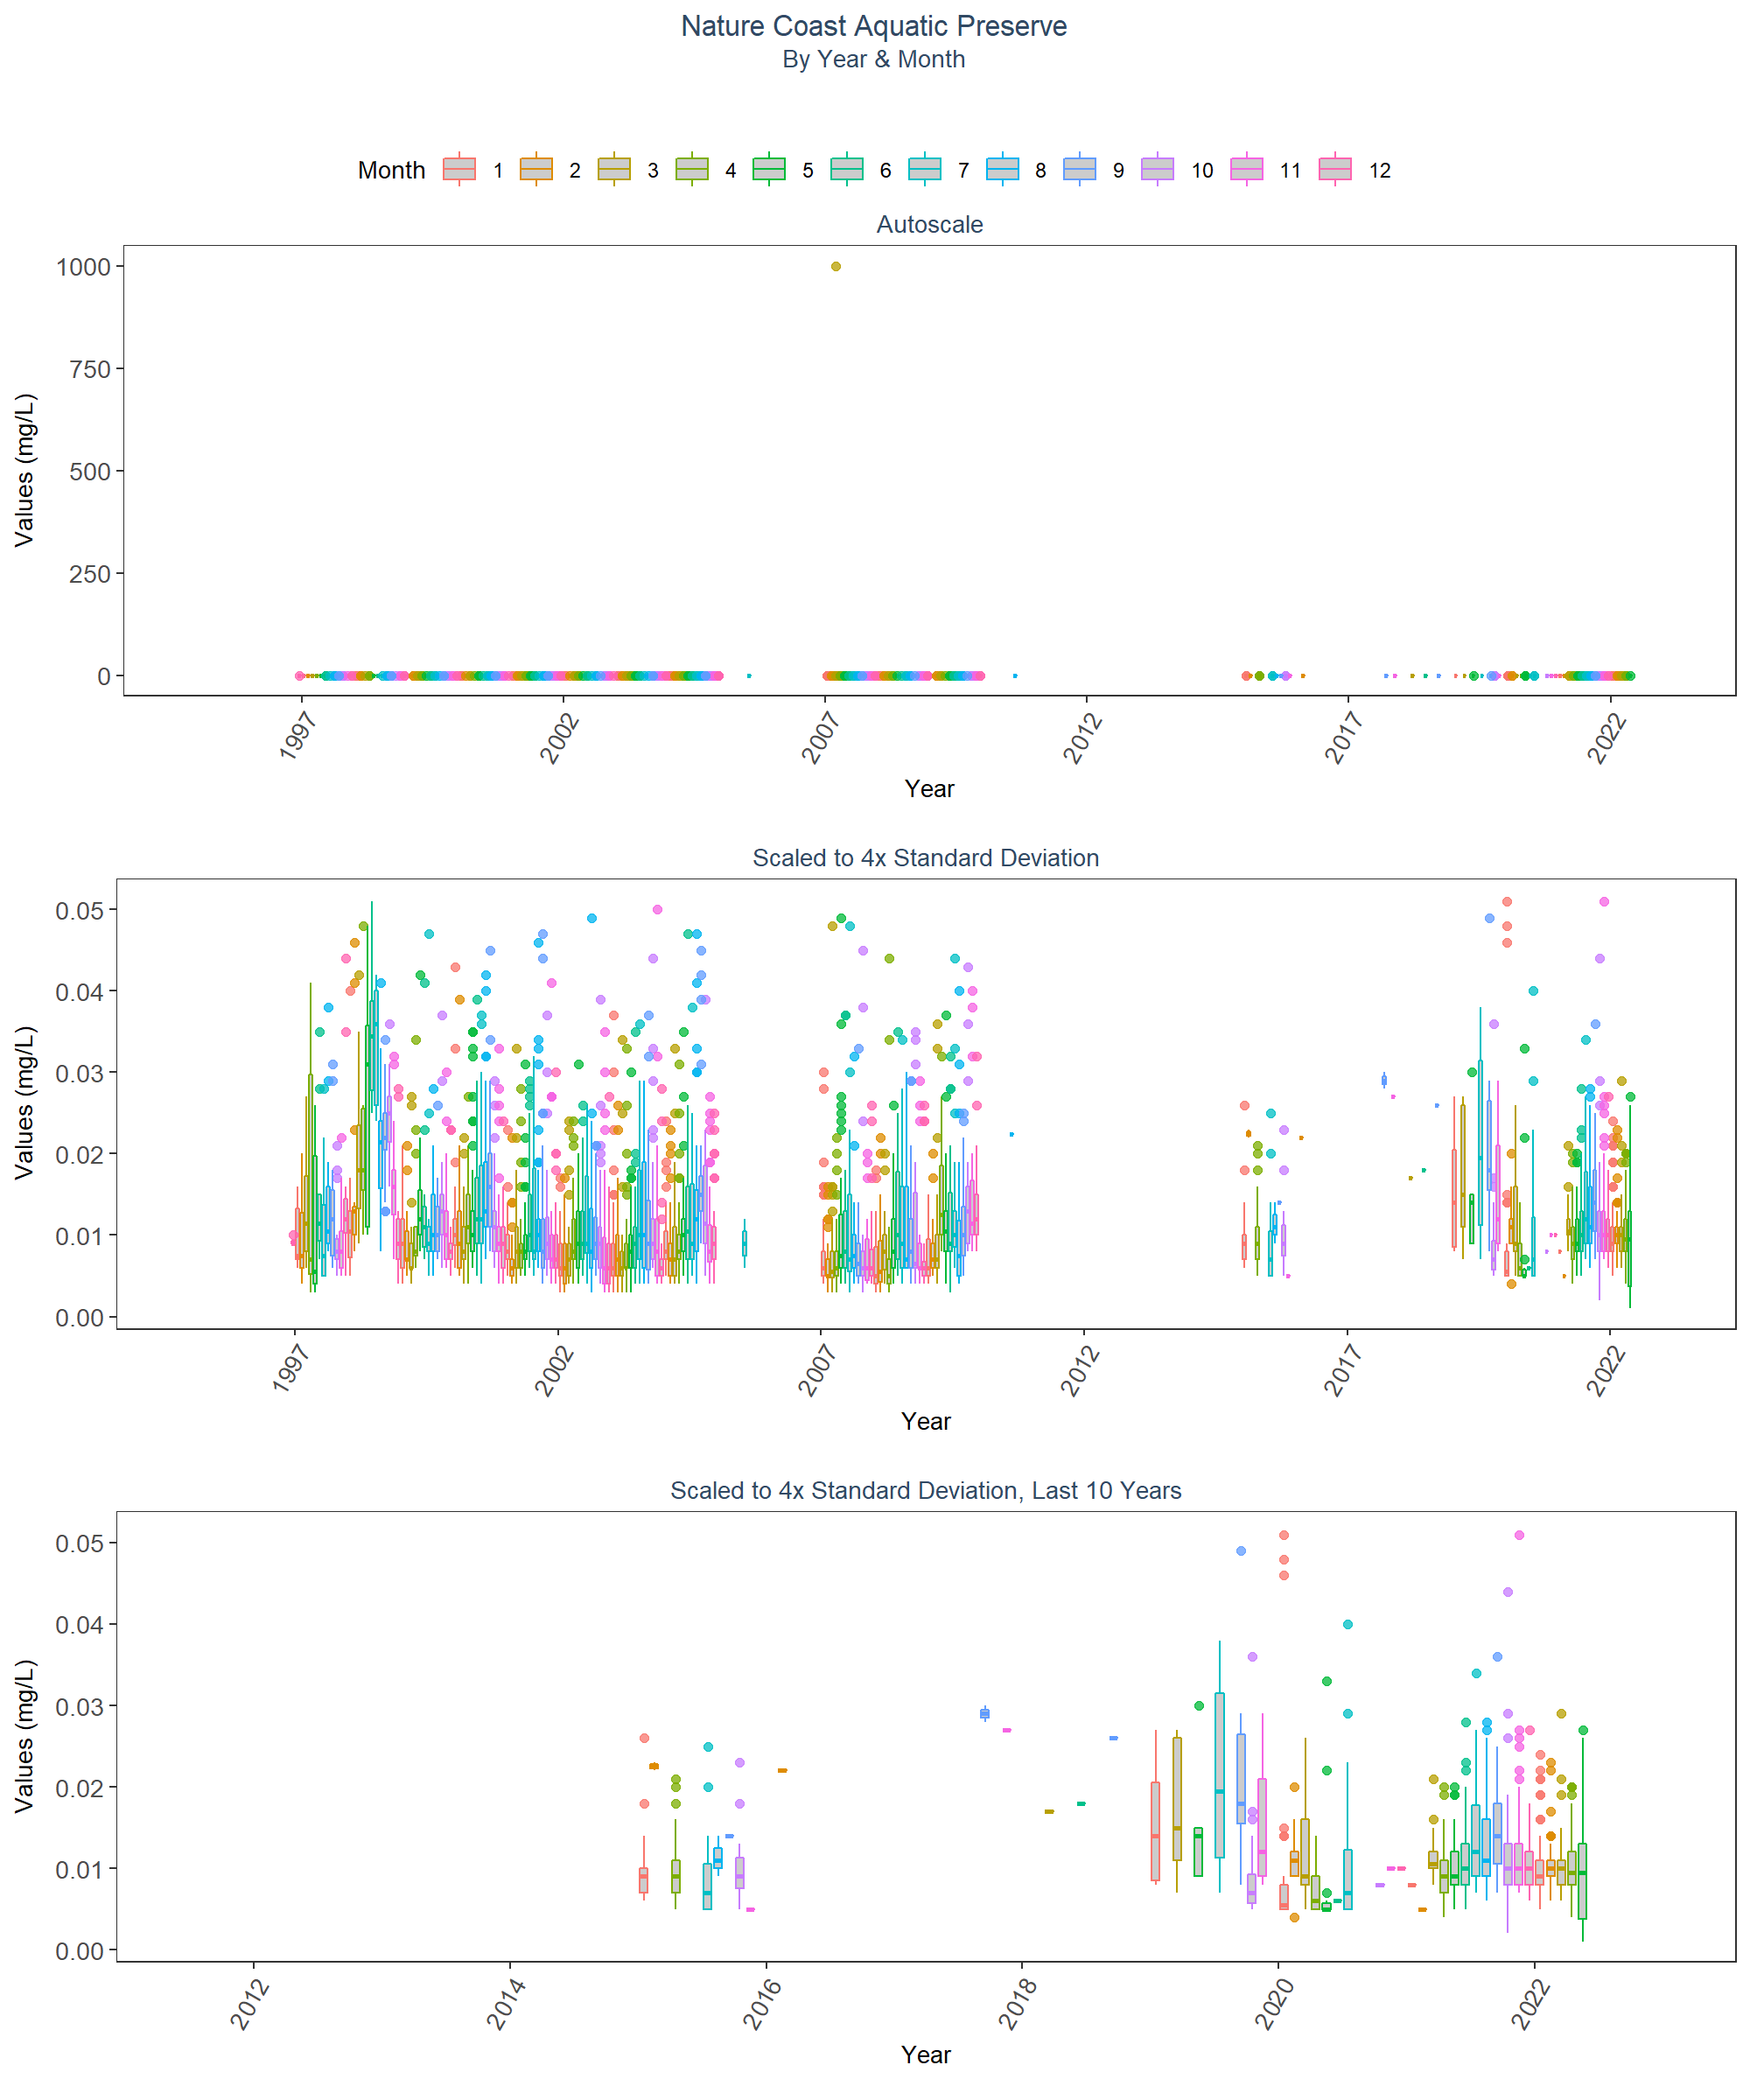 Nature Coast Aquatic Preserve
By Year & Month
Month 1 2 3 4 5 6 7 8 9 10 11 12
Autoscale
Values (mg/L)
1000
750
500
250
0
1997 2002 2007 2012 2017 2022
Year
Scaled to 4x Standard Deviation
Values (mg/L)
0.05
0.04
0.03
0.02
0.01
0.00
1997 2002 2007 2012 2017 2022
Year
Scaled to 4x Standard Deviation, Last 10 Years
Values (mg/L)
0.05
0.04
0.03
0.02
0.01
0.00
2012 2014 2016 2018 2020 2022
Year